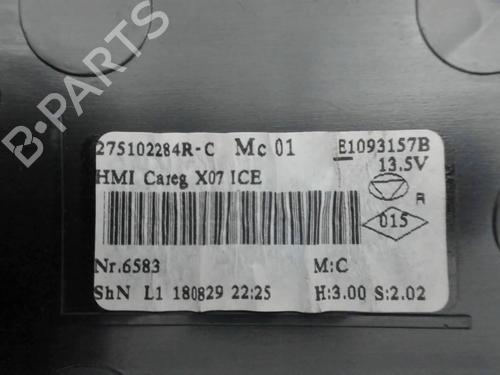 B-PARTS
275102284R-C Mc 01 E1093157B
13.5V
HMI Careg X07 ICE
R
015
Nr.6583 M:C
ShN L1 180829 22:25 H:3.00 S:2.02